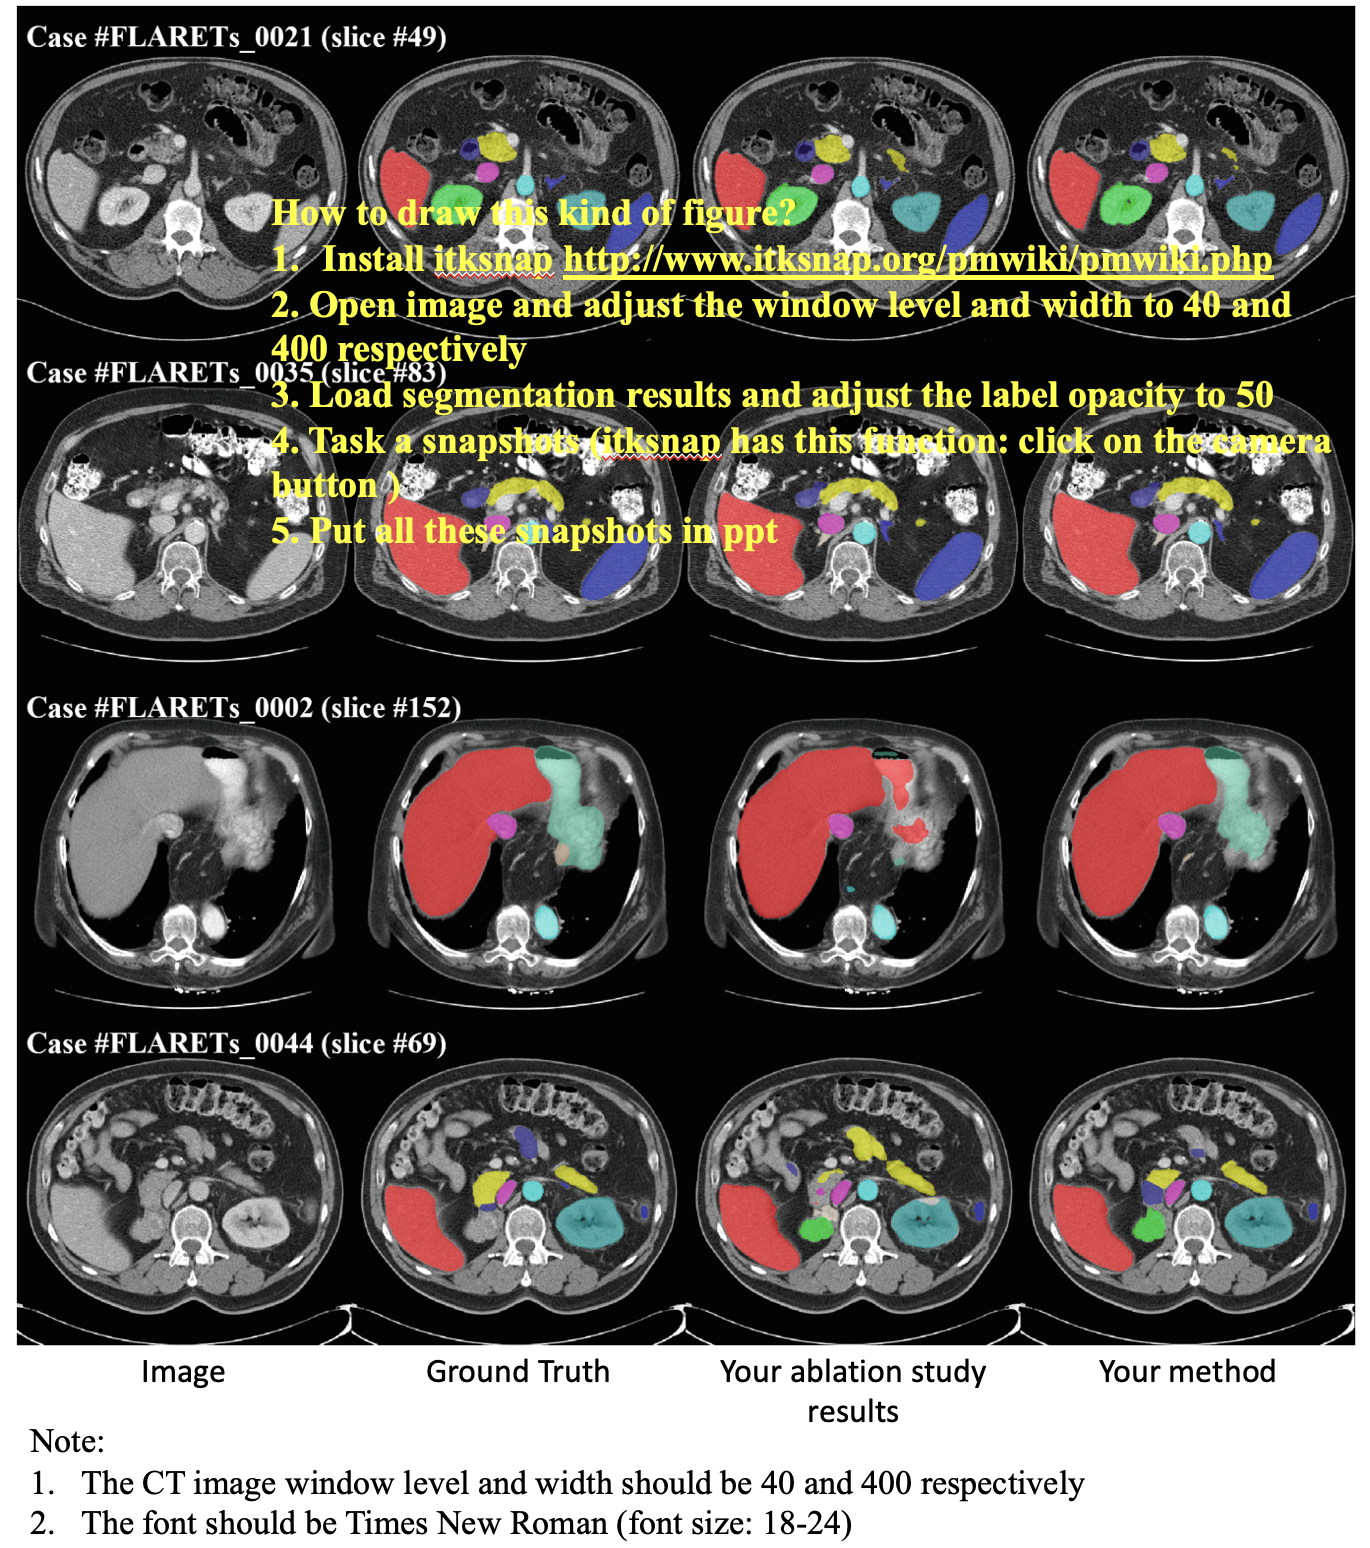 Case #FLARETs_0021 (slice #49)
How to draw this kind of figure?
1. Install itksnap http://www.itksnap.org/pmwiki/pmwiki.php
2. Open image and adjust the window level and width to 40 and
400 respectively
Case #FLARETs_0035 (slice #83)
3. Load segmentation results and adjust the label opacity to 50
4. Task a snapshots (itksnap has this function: click on the camera
button )
5. Put all these snapshots in ppt
Case #FLARETs_0002 (slice #152)
Case #FLARETs_0044 (slice #69)
Image
Ground Truth
Your ablation study
results
Your method
Note:
1. The CT image window level and width should be 40 and 400 respectively
2. The font should be Times New Roman (font size: 18-24)